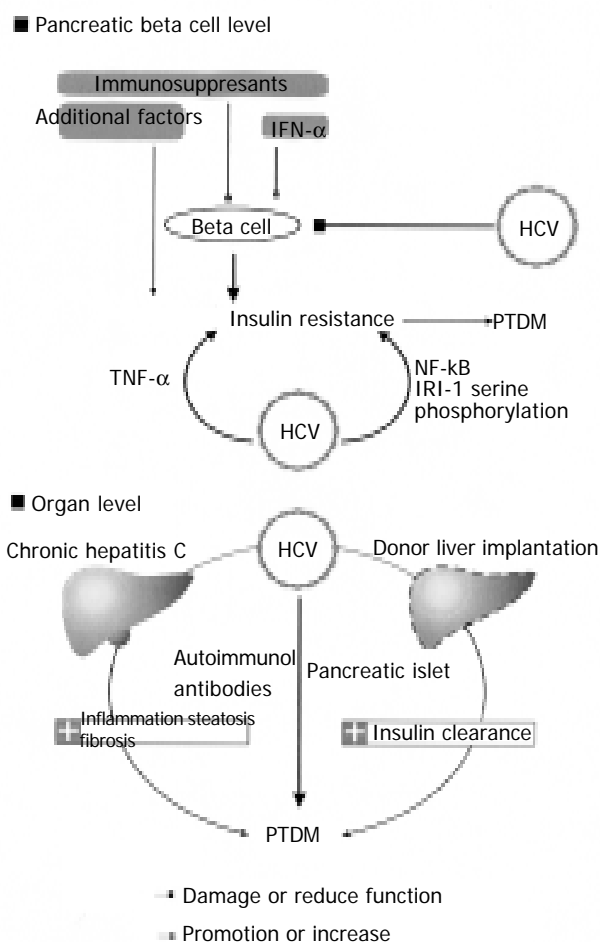 Pancreatic beta cell level
Immunosuppresants
Additional factors
IFN-α
Beta cell
HCV
Insulin resistance
PTDM
TNF-α
NF-kB
IRI-1 serine
phosphorylation
HCV
Organ level
HCV
Chronic hepatitis C
Donor liver implantation
Autoimmunol
antibodies
Pancreatic islet
Inflammation steatosis
fibrosis
Insulin clearance
PTDM
Damage or reduce function
Promotion or increase